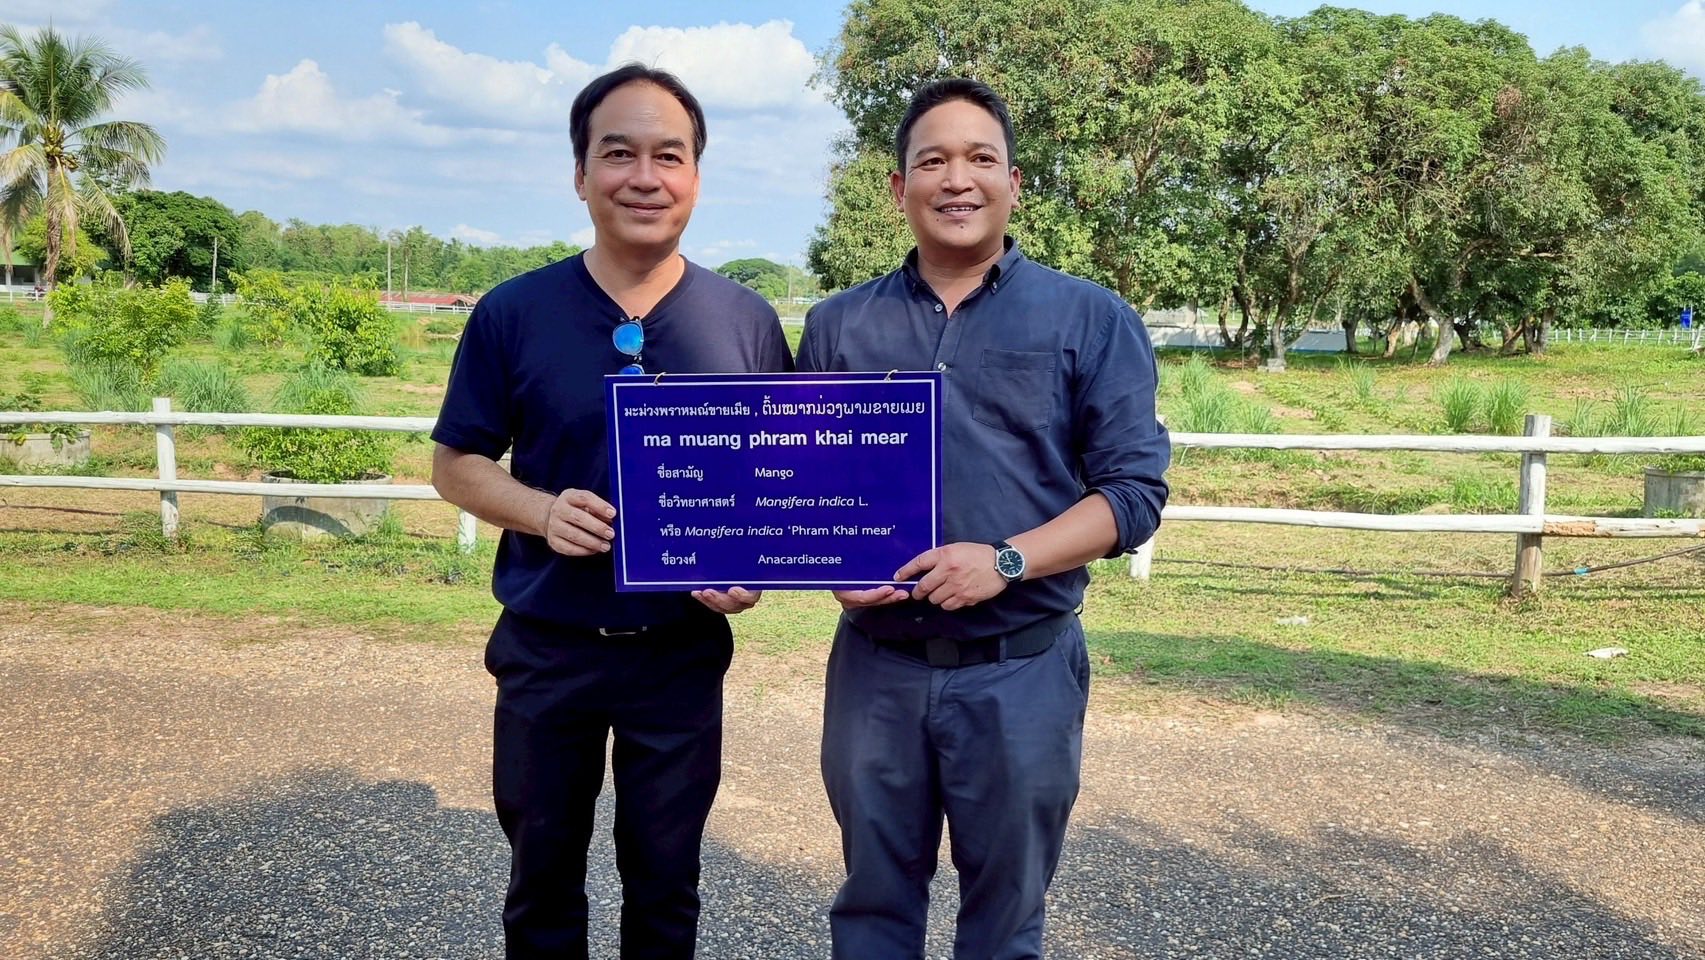 มะม่วงพราหมณ์ขายเมีย , ຕົ້ນໝາກມ່ວງພາມຂາຍເມຍ
ma muang phram khai mear
ชื่อสามัญ Mango
ชื่อวิทยาศาสตร์ Mangifera indica L.
หรือ Mangifera indica ‘Phram Khai mear’
ชื่อวงศ์ Anacardiaceae